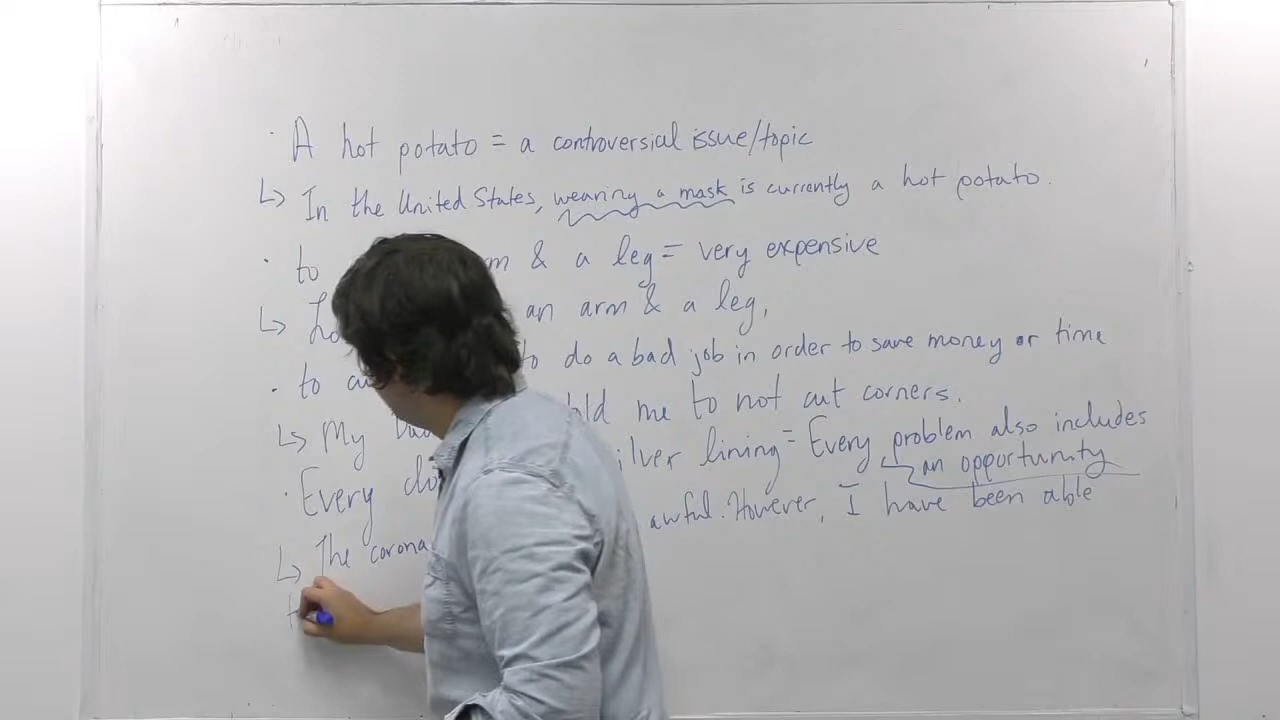 · A hot potato = a controversial issue/topic
↳ In the United States, wearing a mask is currently a hot potato.
· to & a leg = very expensive
↳ an arm & a leg.
· to do a bad job in order to save money or time
↳ My told me to not cut corners.
· Every silver lining = Every problem also includes
↳ an opportunity
↳ The corona awful. However, I have been able